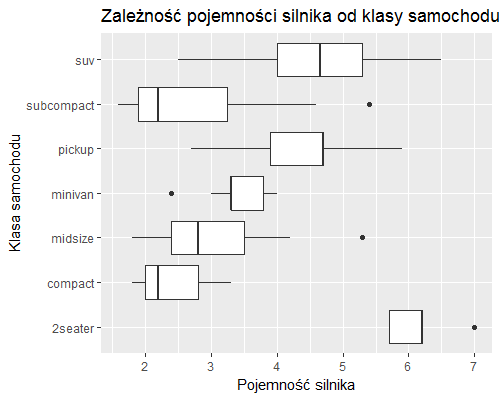 Zależność pojemności silnika od klasy samochodu
Klasa samochodu
suv
subcompact
pickup
minivan
midsize
compact
2seater
2 3 4 5 6 7
Pojemność silnika